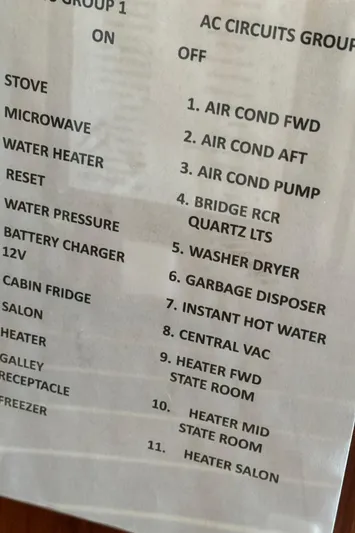 GROUP 1
ON
STOVE
MICROWAVE
WATER HEATER
RESET
WATER PRESSURE
BATTERY CHARGER
12V
CABIN FRIDGE
SALON
HEATER
GALLEY
RECEPTACLE
FREEZER
AC CIRCUITS GROUP
OFF
1. AIR COND FWD
2. AIR COND AFT
3. AIR COND PUMP
4. BRIDGE RCR
QUARTZ LTS
5. WASHER DRYER
6. GARBAGE DISPOSER
7. INSTANT HOT WATER
8. CENTRAL VAC
9. HEATER FWD
STATE ROOM
10. HEATER MID
STATE ROOM
11. HEATER SALON